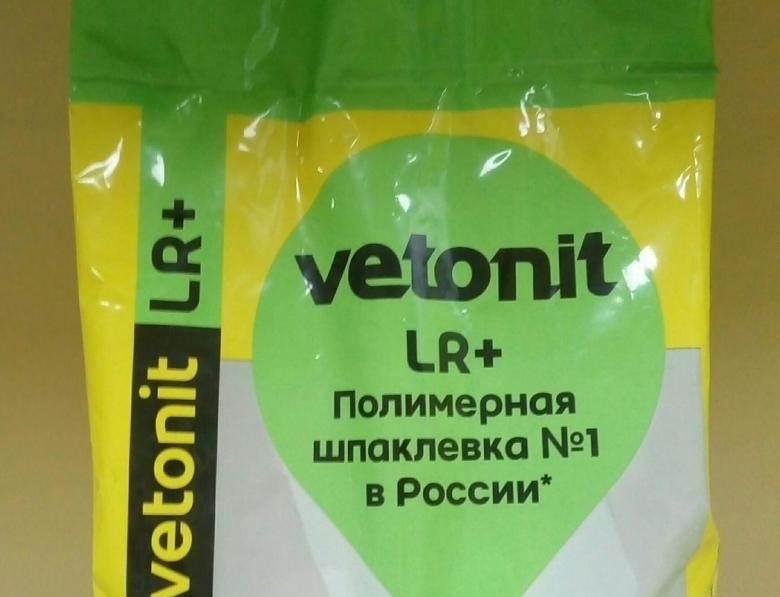 vetonit
LR+
Полимерная
шпаклевка №1
в России*
vetonit LR+